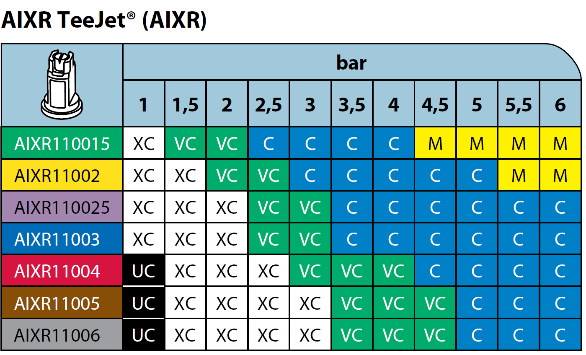 AIXR TeeJet® (AIXR)
bar
1 1,5 2 2,5 3 3,5 4 4,5 5 5,5 6
AIXR110015 XC VC VC C C C C M M M M
AIXR11002 XC XC VC VC C C C C C M M
AIXR110025 XC XC XC VC VC C C C C C C
AIXR11003 XC XC XC VC VC C C C C C C
AIXR11004 UC XC XC XC VC VC VC C C C C
AIXR11005 UC XC XC XC XC VC VC VC C C C
AIXR11006 UC XC XC XC XC VC VC VC C C C